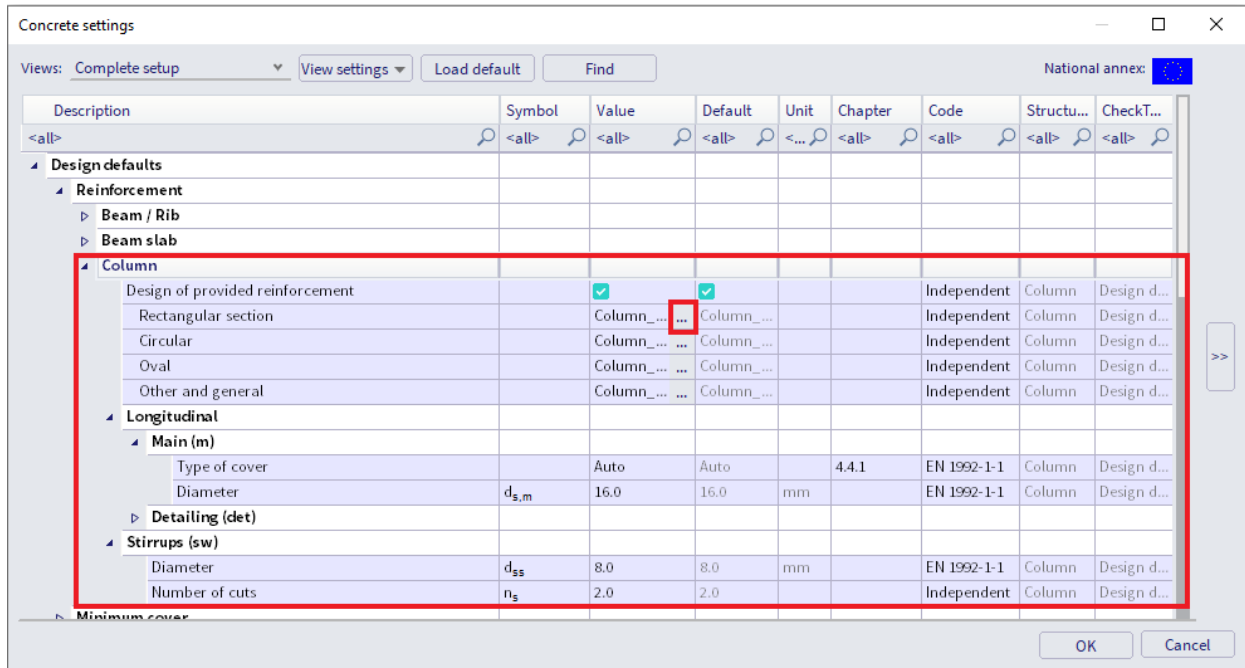 Concrete settings
Views: Complete setup View settings Load default Find National annex:
Description Symbol Value Default Unit Chapter Code Structu... CheckT...
<all> <all> <all> <all> <... <all> <all> <all> <all>
Design defaults
Reinforcement
Beam / Rib
Beam slab
Column
Design of provided reinforcement Independent Column Design d...
Rectangular section Column_... ... Column_... Independent Column Design d...
Circular Column_... ... Column_... Independent Column Design d...
Oval Column_... ... Column_... Independent Column Design d...
Other and general Column_... ... Column_... Independent Column Design d...
Longitudinal
Main (m)
Type of cover Auto Auto 4.4.1 EN 1992-1-1 Column Design d...
Diameter ds,m 16.0 16.0 mm EN 1992-1-1 Column Design d...
Detailing (det)
Stirrups (sw)
Diameter dss 8.0 8.0 mm EN 1992-1-1 Column Design d...
Number of cuts ns 2.0 2.0 Independent Column Design d...
Minimum cover
>>
OK Cancel